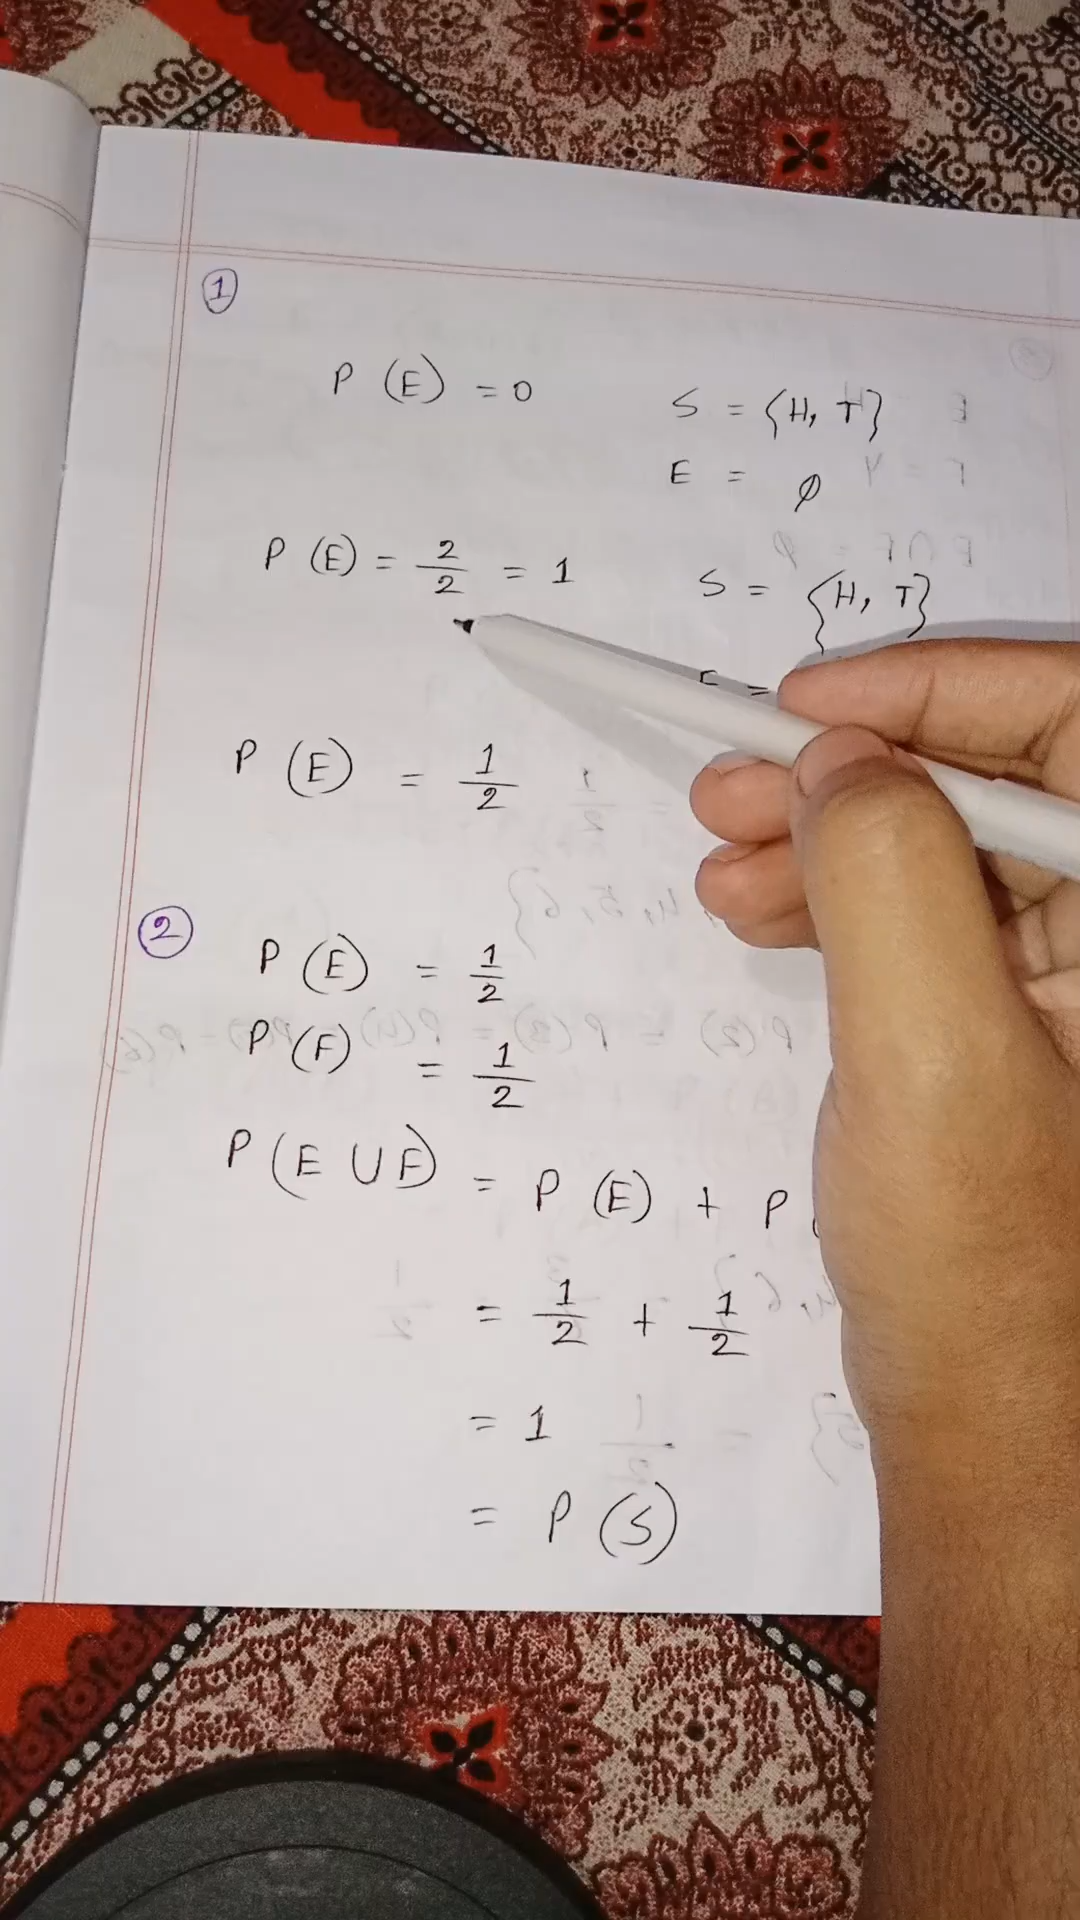 ①
P (E) = 0
S = {H, T}
E = ø
P (E) = 2/2 = 1
S = {H, T}
E =
P (E) = 1/2
②
P (E) = 1/2
P (F) = 1/2
P (E ∪ F) = P (E) + P
= 1/2 + 1/2
= 1
= P (S)